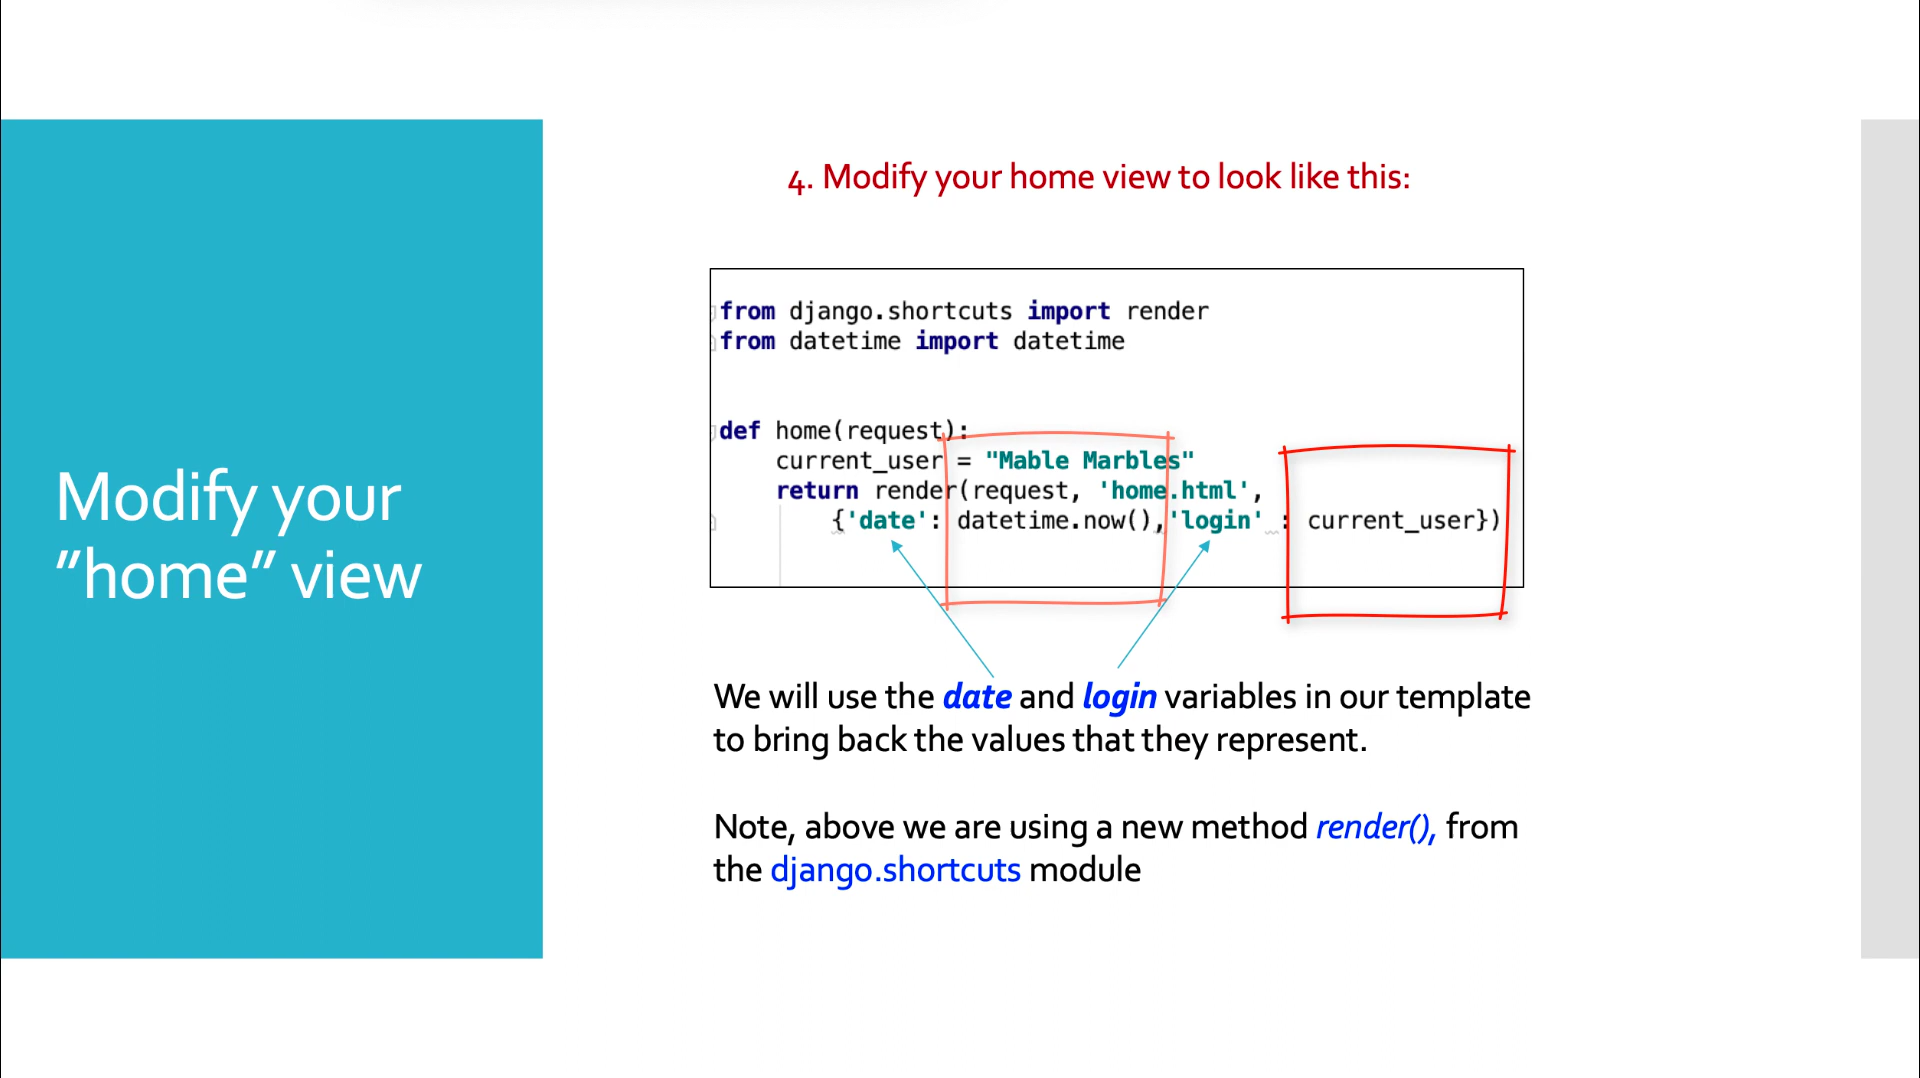 Modify your
”home” view
4. Modify your home view to look like this:
from django.shortcuts import render
from datetime import datetime
def home(request):
current_user = "Mable Marbles"
return render(request, 'home.html',
{'date': datetime.now(),'login' : current_user})
We will use the date and login variables in our template
to bring back the values that they represent.
Note, above we are using a new method render(), from
the django.shortcuts module